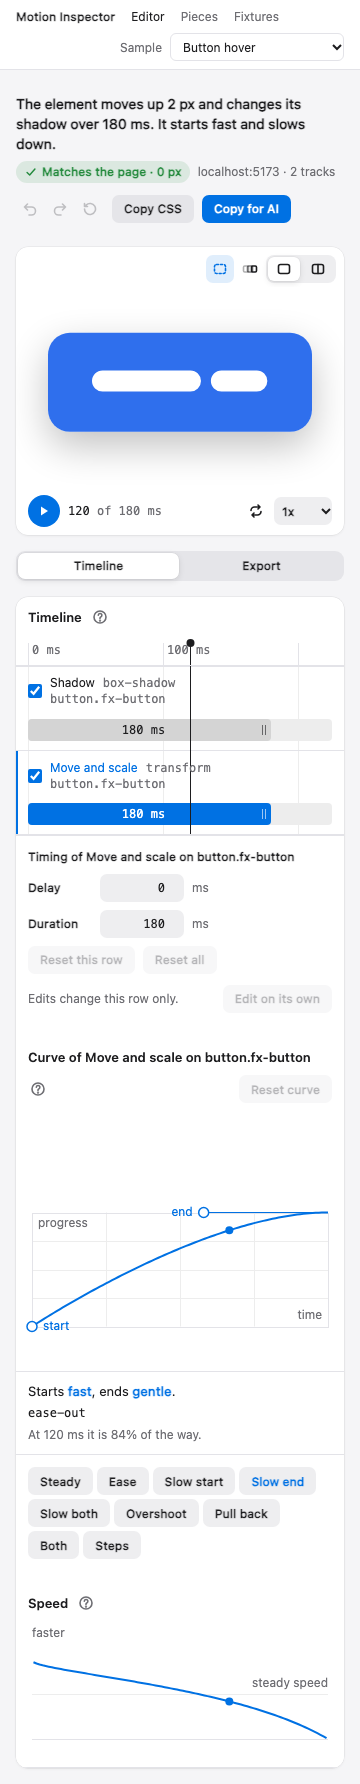 Motion Inspector Editor Pieces Fixtures
Sample Button hover
The element moves up 2 px and changes its
shadow over 180 ms. It starts fast and slows
down.
Matches the page · 0 px localhost:5173 · 2 tracks
Copy CSS Copy for AI
120 of 180 ms 1x
Timeline Export
Timeline
0 ms 100 ms
Shadow box-shadow
button.fx-button
180 ms
Move and scale transform
button.fx-button
180 ms
Timing of Move and scale on button.fx-button
Delay 0 ms
Duration 180 ms
Reset this row Reset all
Edits change this row only. Edit on its own
Curve of Move and scale on button.fx-button
Reset curve
end
progress
time
start
Starts fast, ends gentle.
ease-out
At 120 ms it is 84% of the way.
Steady Ease Slow start Slow end
Slow both Overshoot Pull back
Both Steps
Speed
faster
steady speed